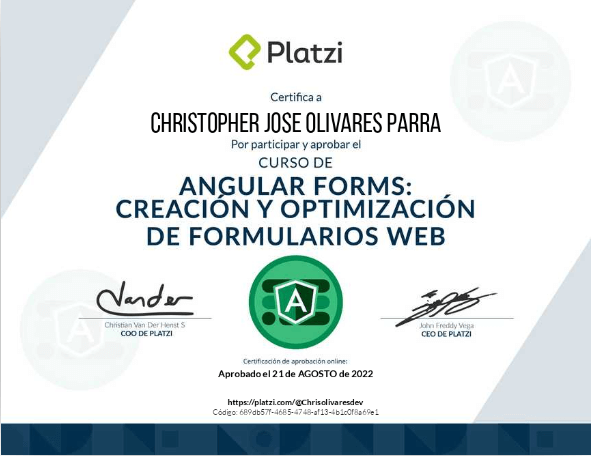 Platzi
Certifica a
CHRISTOPHER JOSE OLIVARES PARRA
Por participar y aprobar el
CURSO DE
ANGULAR FORMS:
CREACIÓN Y OPTIMIZACIÓN
DE FORMULARIOS WEB
A
Christian Van Der Henst S
COO DE PLATZI
John Freddy Vega
CEO DE PLATZI
Certificación de aprobación online:
Aprobado el 21 de AGOSTO de 2022
https://platzi.com/@Chrisolivaresdev
Código: 689db57f-4685-4748-af13-4b1c0f8a69e1